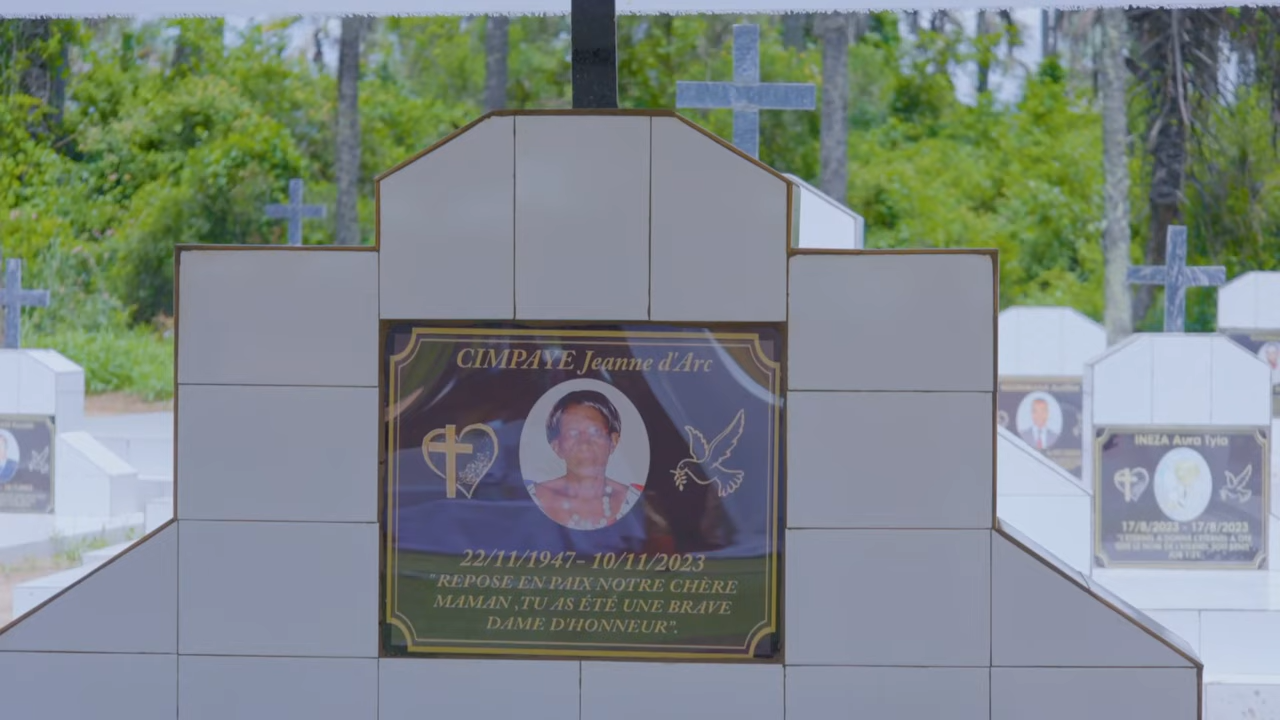 CIMPAYE Jeanne d'Arc
22/11/1947- 10/11/2023
"REPOSE EN PAIX NOTRE CHÈRE
MAMAN ,TU AS ÉTÉ UNE BRAVE
DAME D'HONNEUR".
INEZA Aura Tyia
17/8/2023 - 17/8/2023